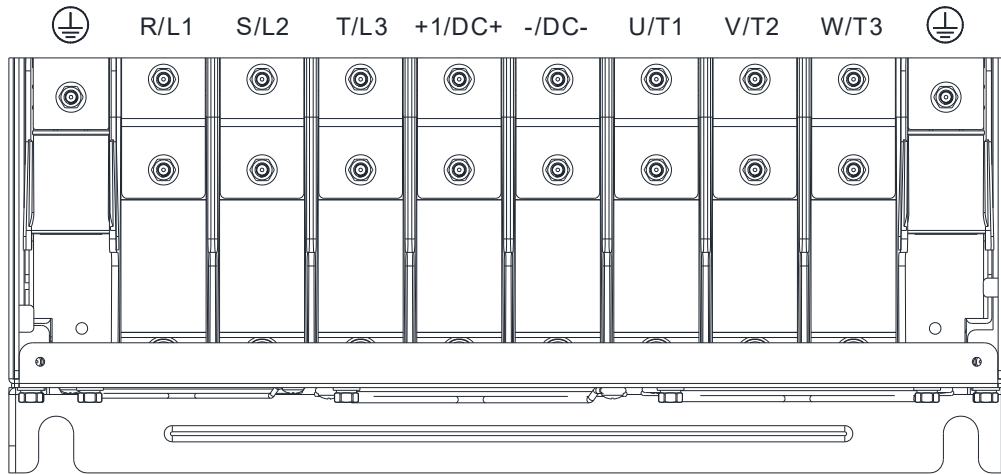 R/L1 S/L2 T/L3 +1/DC+ -/DC- U/T1 V/T2 W/T3